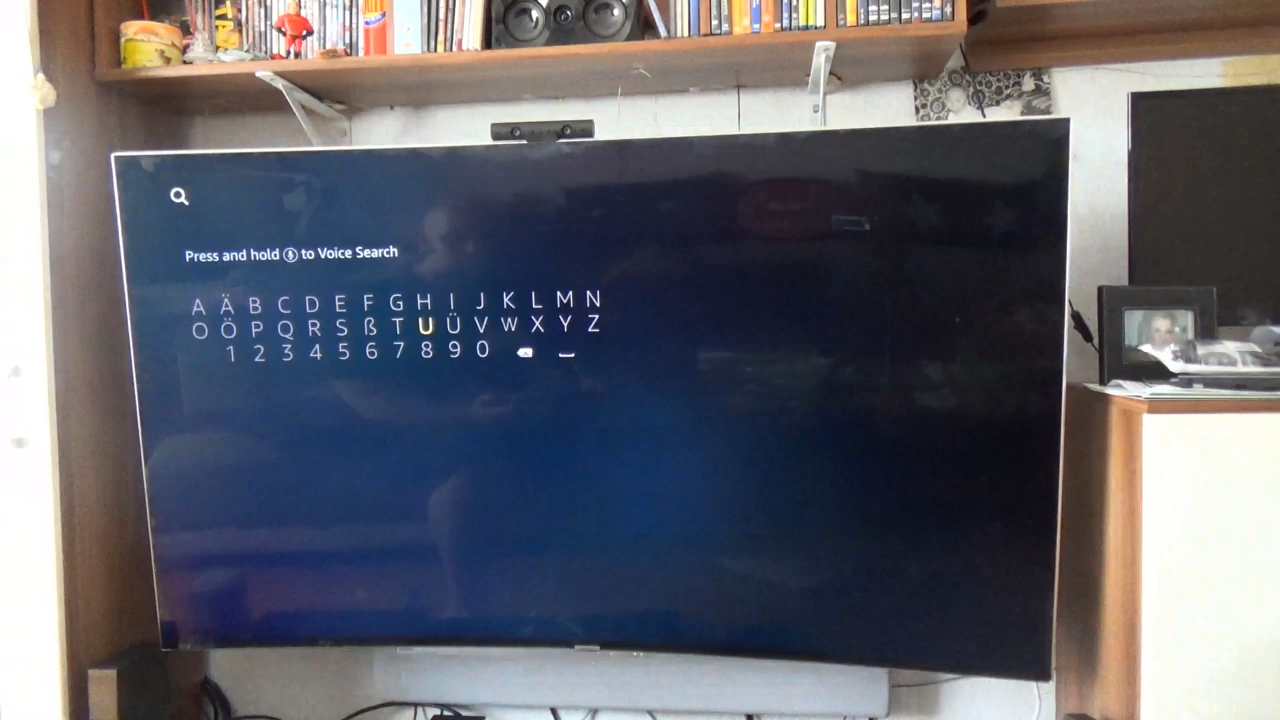 Press and hold to Voice Search
A Ä B C D E F G H I J K L M N
O Ö P Q R S ß T U Ü V W X Y Z
1 2 3 4 5 6 7 8 9 0